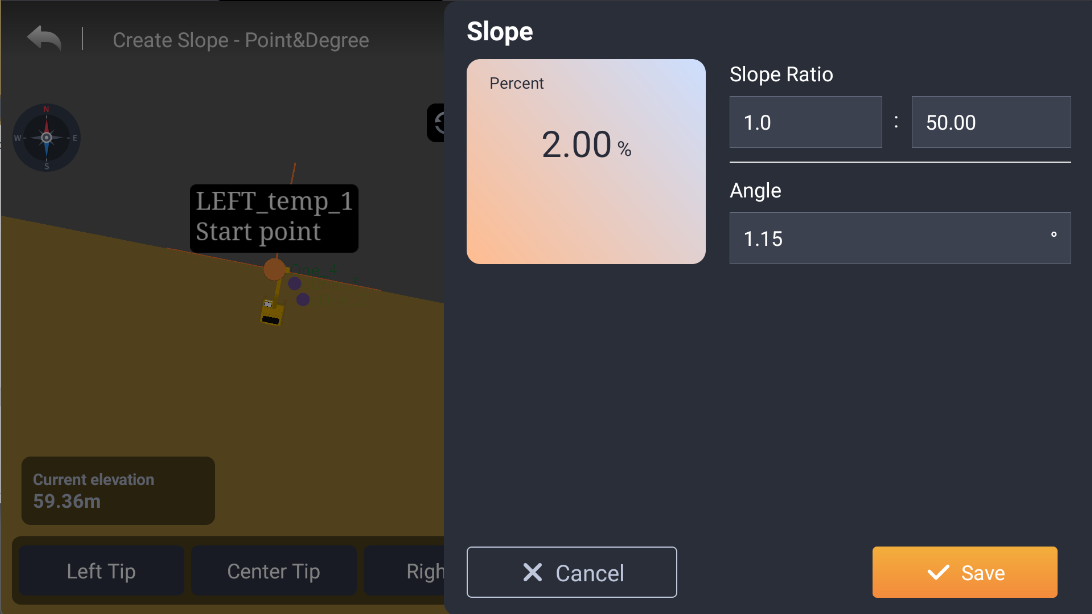 Create Slope - Point&Degree
N
W
E
S
LEFT_temp_1
Start point
Current elevation
59.36m
Left Tip
Center Tip
Righ
Slope
Percent
2.00 %
Slope Ratio
1.0 : 50.00
Angle
1.15 °
Cancel
Save